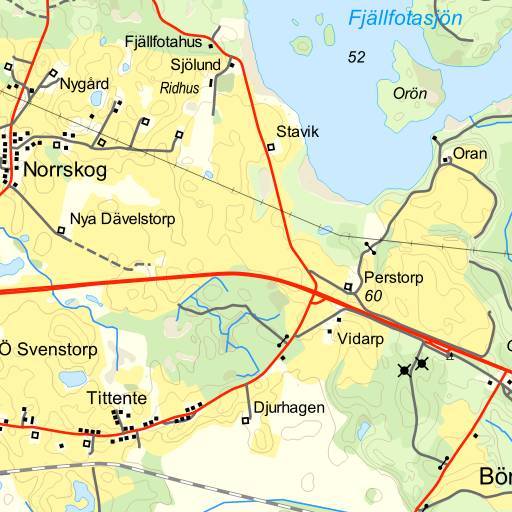 Fjällfotasjön
Fjällfotahus
52
Sjölund
Nygård
Ridhus
Orön
Stavik
Oran
Norrskog
Nya Dävelstorp
Perstorp
60
Vidarp
Ö Svenstorp
Tittente
Djurhagen
Bör